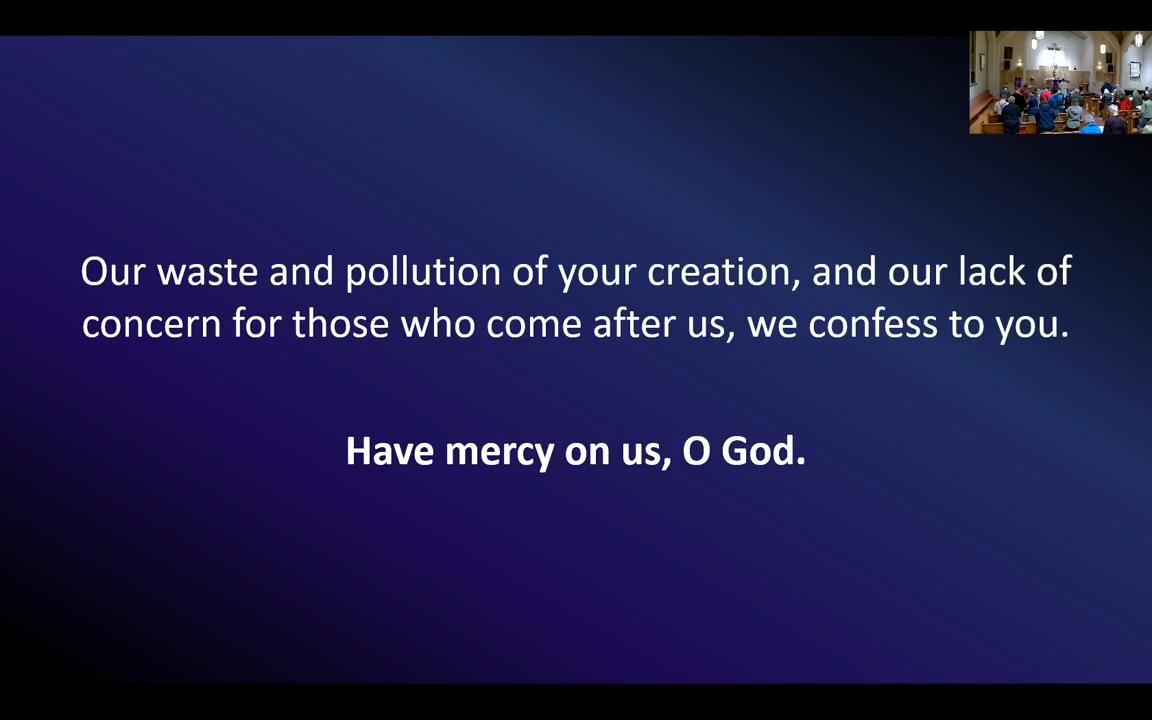 Our waste and pollution of your creation, and our lack of
concern for those who come after us, we confess to you.
Have mercy on us, O God.